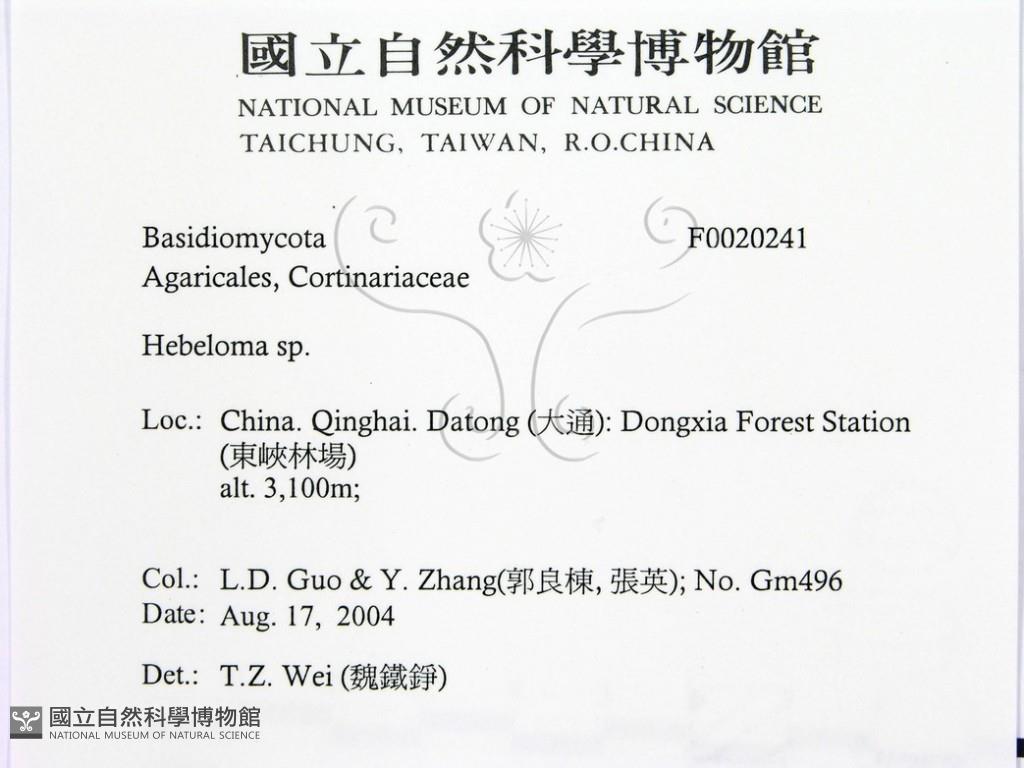 國立自然科學博物館
NATIONAL MUSEUM OF NATURAL SCIENCE
TAICHUNG, TAIWAN, R.O.CHINA
Basidiomycota F0020241
Agaricales, Cortinariaceae
Hebeloma sp.
Loc.: China. Qinghai. Datong (大通): Dongxia Forest Station
(東峽林場)
alt. 3,100m;
Col.: L.D. Guo & Y. Zhang(郭良棟, 張英); No. Gm496
Date: Aug. 17, 2004
Det.: T.Z. Wei (魏鐵錚)
國立自然科學博物館
NATIONAL MUSEUM OF NATURAL SCIENCE